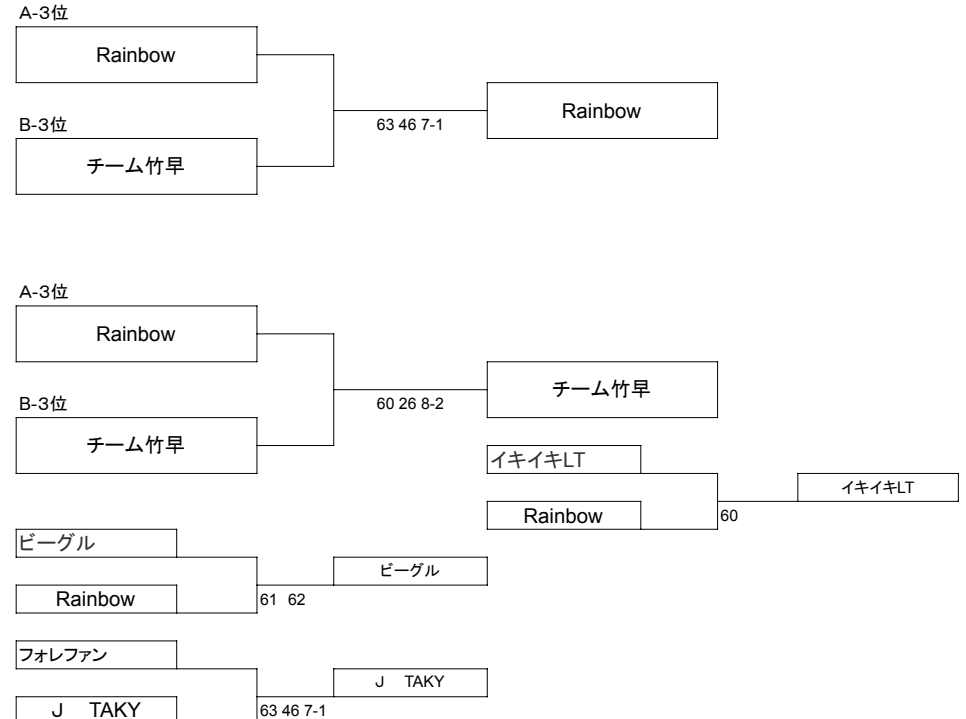 A-3位
Rainbow
Rainbow
63 46 7-1
B-3位
チーム竹早
A-3位
Rainbow
チーム竹早
60 26 8-2
B-3位
チーム竹早
イキイキLT
イキイキLT
Rainbow
60
ビーグル
ビーグル
Rainbow
61 62
フォレファン
J TAKY
J TAKY
63 46 7-1